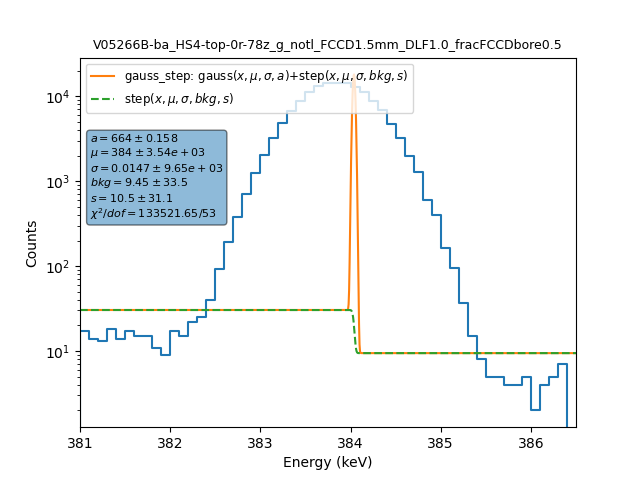 V05266B-ba_HS4-top-0r-78z_g_notl_FCCD1.5mm_DLF1.0_fracFCCDbore0.5
gauss_step: gauss(x, μ, σ, a)+step(x, μ, σ, bkg, s)
step(x, μ, σ, bkg, s)
a = 664 ± 0.158
μ = 384 ± 3.54e + 03
σ = 0.0147 ± 9.65e + 03
bkg = 9.45 ± 33.5
s = 10.5 ± 31.1
χ²/dof = 133521.65/53
10⁴
10³
10²
10¹
Counts
381 382 383 384 385 386
Energy (keV)